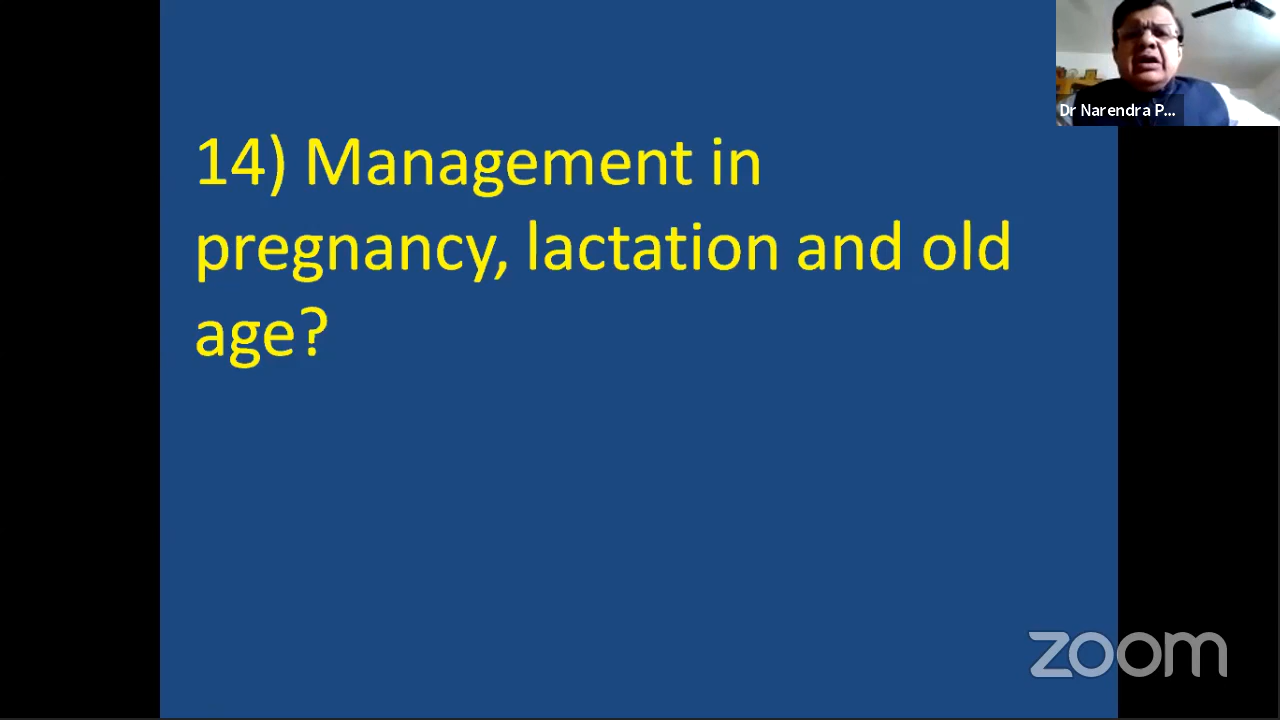 Dr Narendra P...
14) Management in
pregnancy, lactation and old
age?
zoom